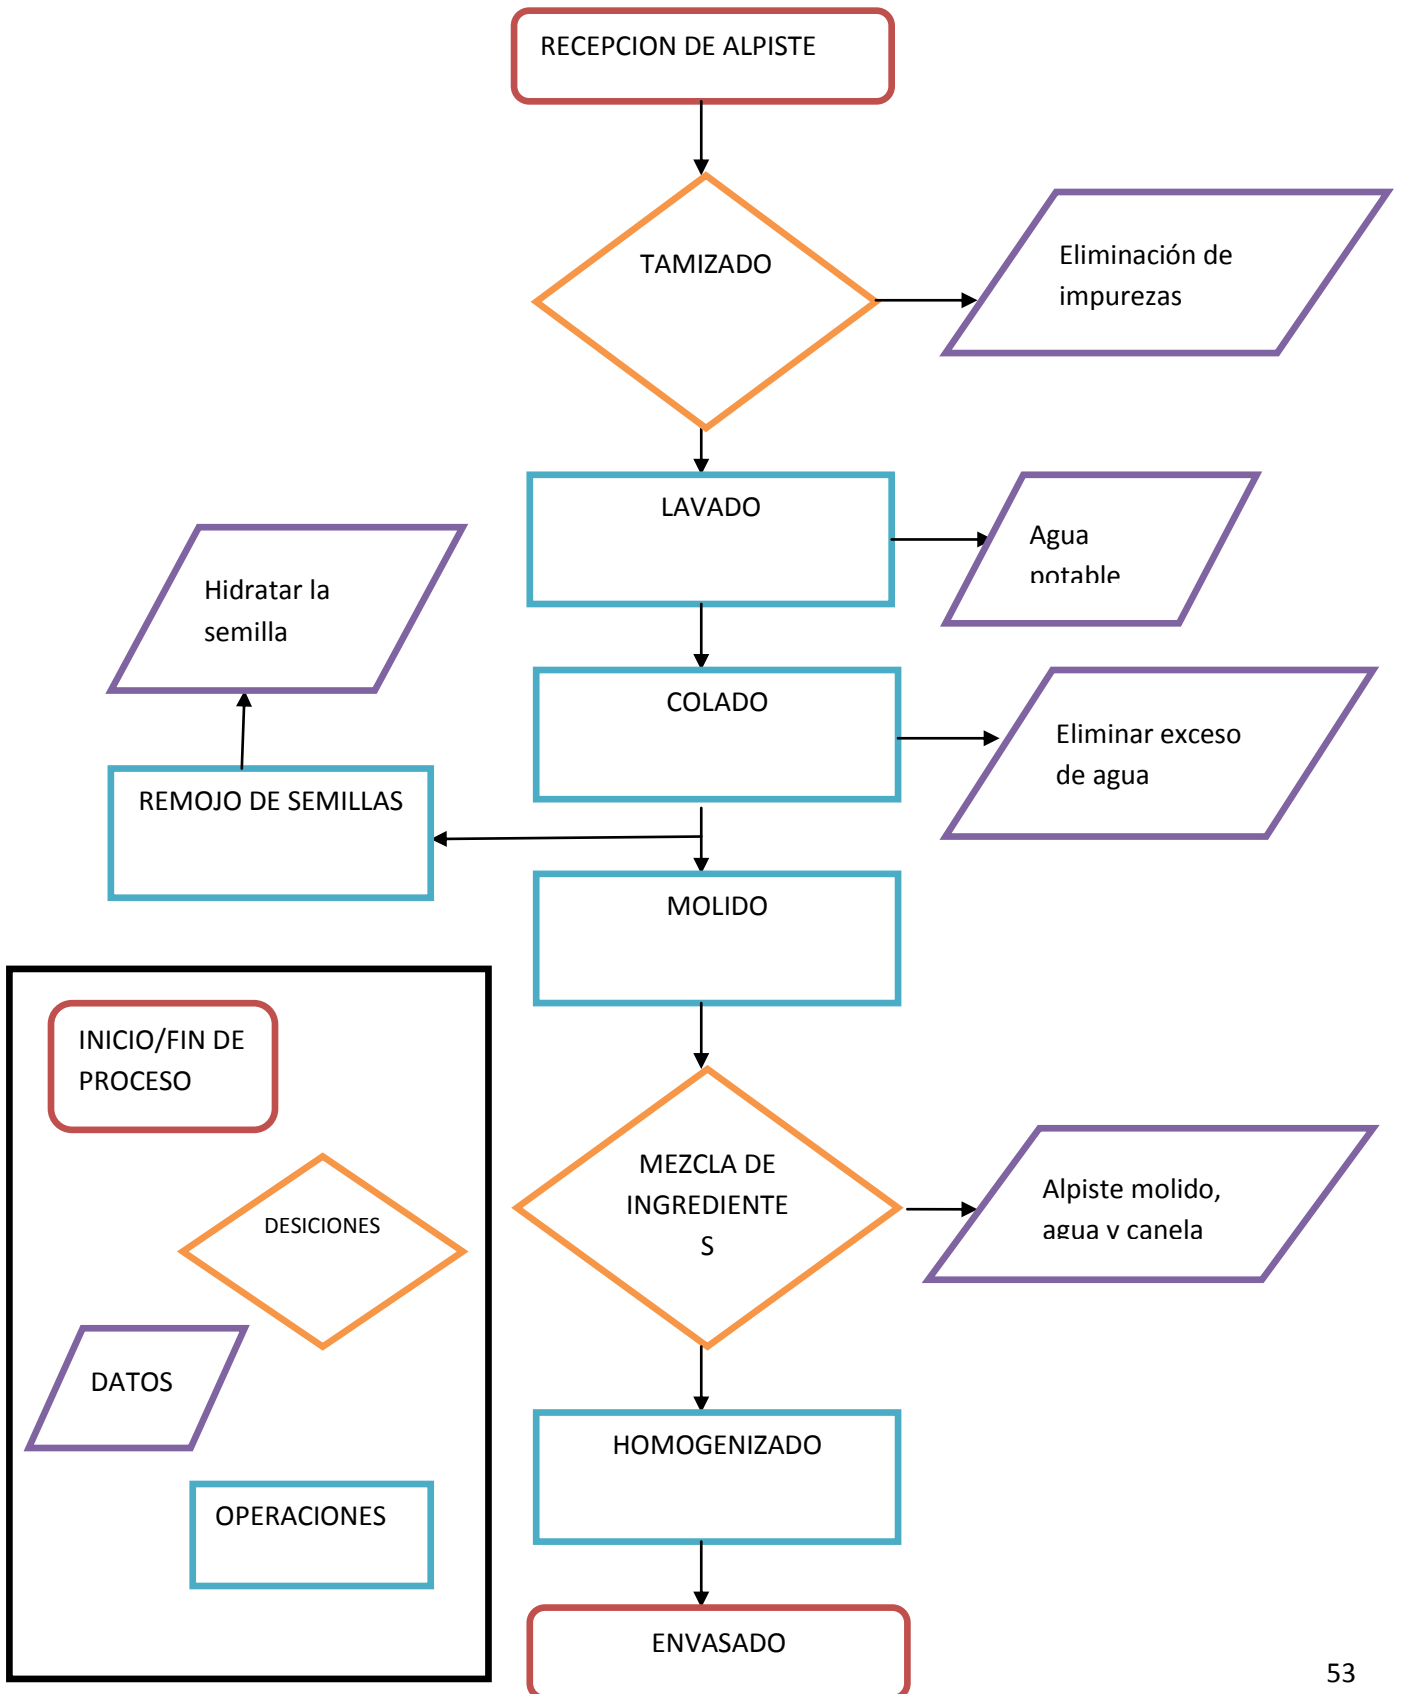 RECEPCION DE ALPISTE
TAMIZADO
Eliminación de
impurezas
LAVADO
Agua
potable
Hidratar la
semilla
COLADO
Eliminar exceso
de agua
REMOJO DE SEMILLAS
MOLIDO
INICIO/FIN DE
PROCESO
DESICIONES
DATOS
OPERACIONES
MEZCLA DE
INGREDIENTE
S
Alpiste molido,
agua y canela
HOMOGENIZADO
ENVASADO
53